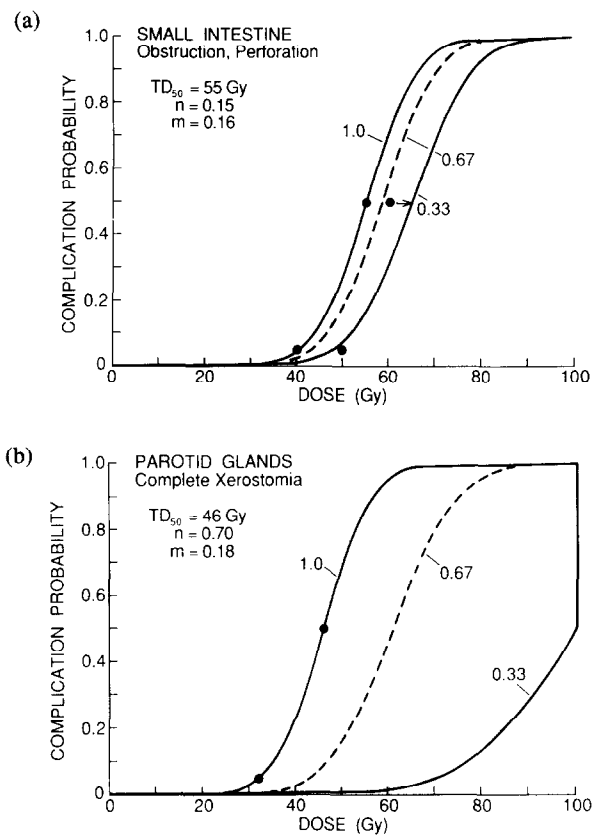 (a)
SMALL INTESTINE
Obstruction, Perforation
TD50 = 55 Gy
n = 0.15
m = 0.16
COMPLICATION PROBABILITY
1.0
0.8
0.6
0.4
0.2
0
1.0
0.67
0.33
0 20 40 60 80 100
DOSE (Gy)
(b)
PAROTID GLANDS
Complete Xerostomia
TD50 = 46 Gy
n = 0.70
m = 0.18
COMPLICATION PROBABILITY
1.0
0.8
0.6
0.4
0.2
0
1.0
0.67
0.33
0 20 40 60 80 100
DOSE (Gy)